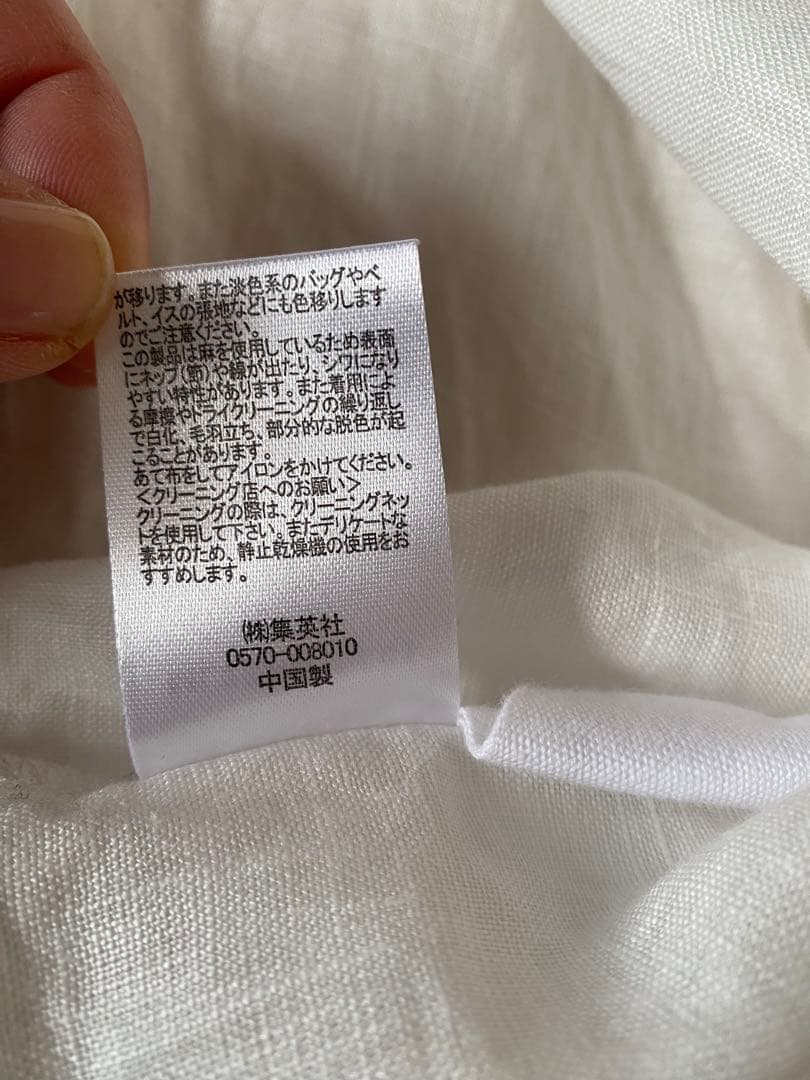 が移ります。また淡色系のバッグやベ
ルト、イスの張地などにも色移りします
のでご注意ください。
この製品は麻を使用しているため表面
にネップ(節)や線が出たり、シワになり
やすい特性があります。また着用によ
る摩擦やドライクリーニングの繰り返し
で白化、毛羽立ち、部分的な脱色が起
こることがあります。
あて布をしてアイロンをかけてください。
<クリーニング店へのお願い>
クリーニングの際は、クリーニングネッ
トを使用して下さい。またデリケートな
素材のため、静止乾燥機の使用をお
すすめします。
㈱集英社
0570-008010
中国製